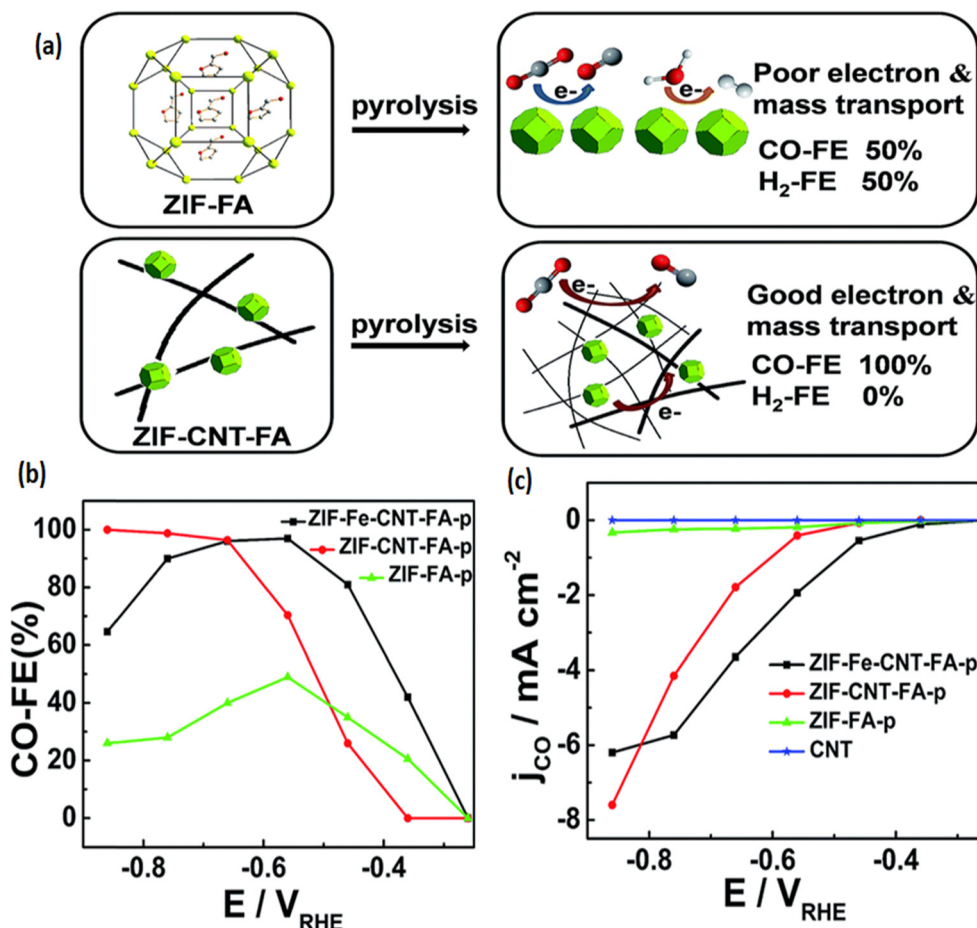 (a)
ZIF-FA
pyrolysis
e-
e-
Poor electron &
mass transport
CO-FE 50%
H₂-FE 50%
ZIF-CNT-FA
pyrolysis
e-
e-
Good electron &
mass transport
CO-FE 100%
H₂-FE 0%
(b)
CO-FE(%)
100
80
60
40
20
0
ZIF-Fe-CNT-FA-p
ZIF-CNT-FA-p
ZIF-FA-p
-0.8
-0.6
-0.4
E / V_RHE
(c)
j_CO / mA cm⁻²
0
-2
-4
-6
-8
ZIF-Fe-CNT-FA-p
ZIF-CNT-FA-p
ZIF-FA-p
CNT
-0.8
-0.6
-0.4
E / V_RHE